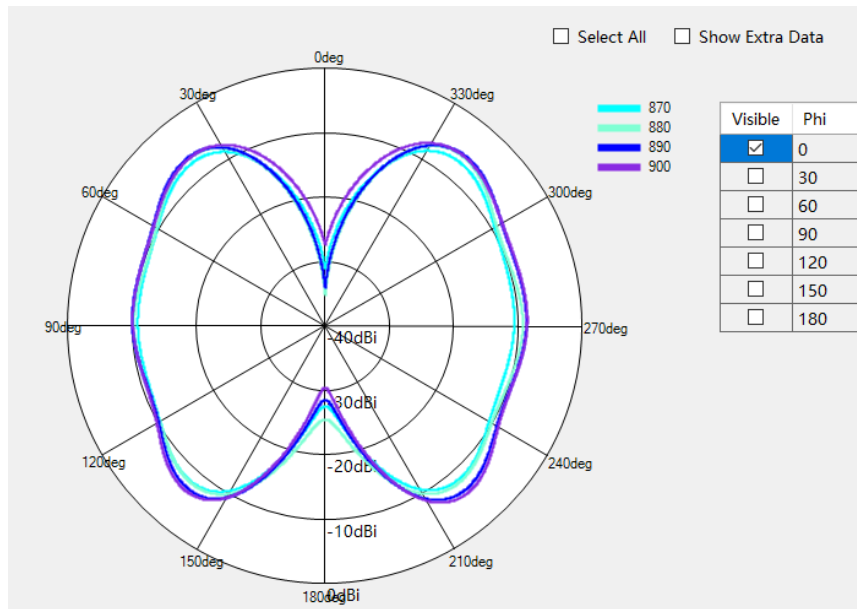 Select All
Show Extra Data
0deg
30deg
330deg
870
880
890
900
Visible Phi
0
30
60
90
120
150
180
60deg
300deg
90deg
270deg
-40dBi
-30dBi
120deg
240deg
-20dBi
-10dBi
150deg
210deg
180deg
0dBi